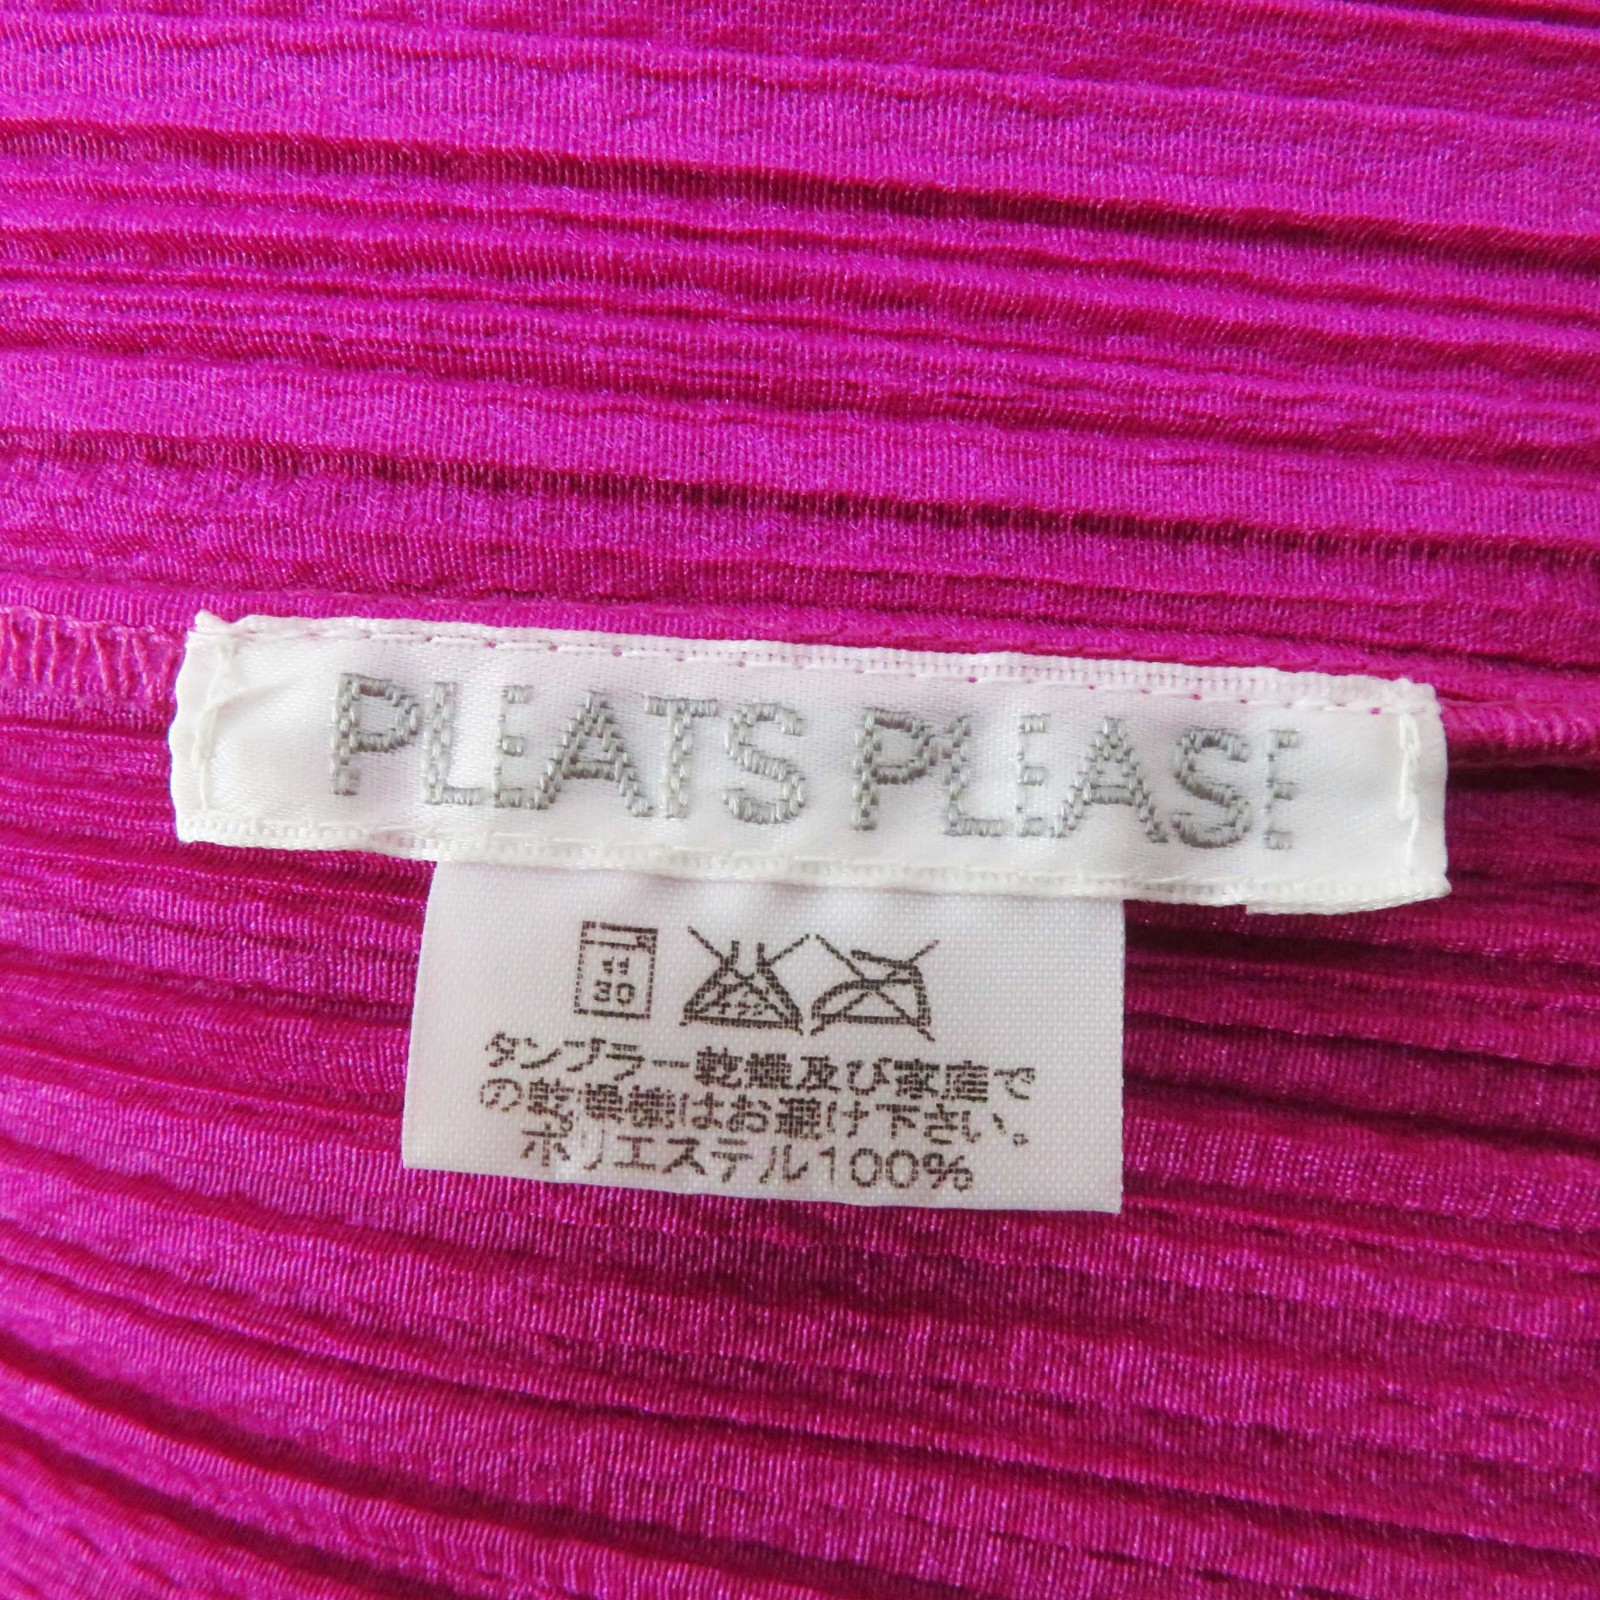 PLEATS PLEASE
30
タンブラー乾燥及び家庭で
の乾燥機はお避け下さい。
ポリエステル100%